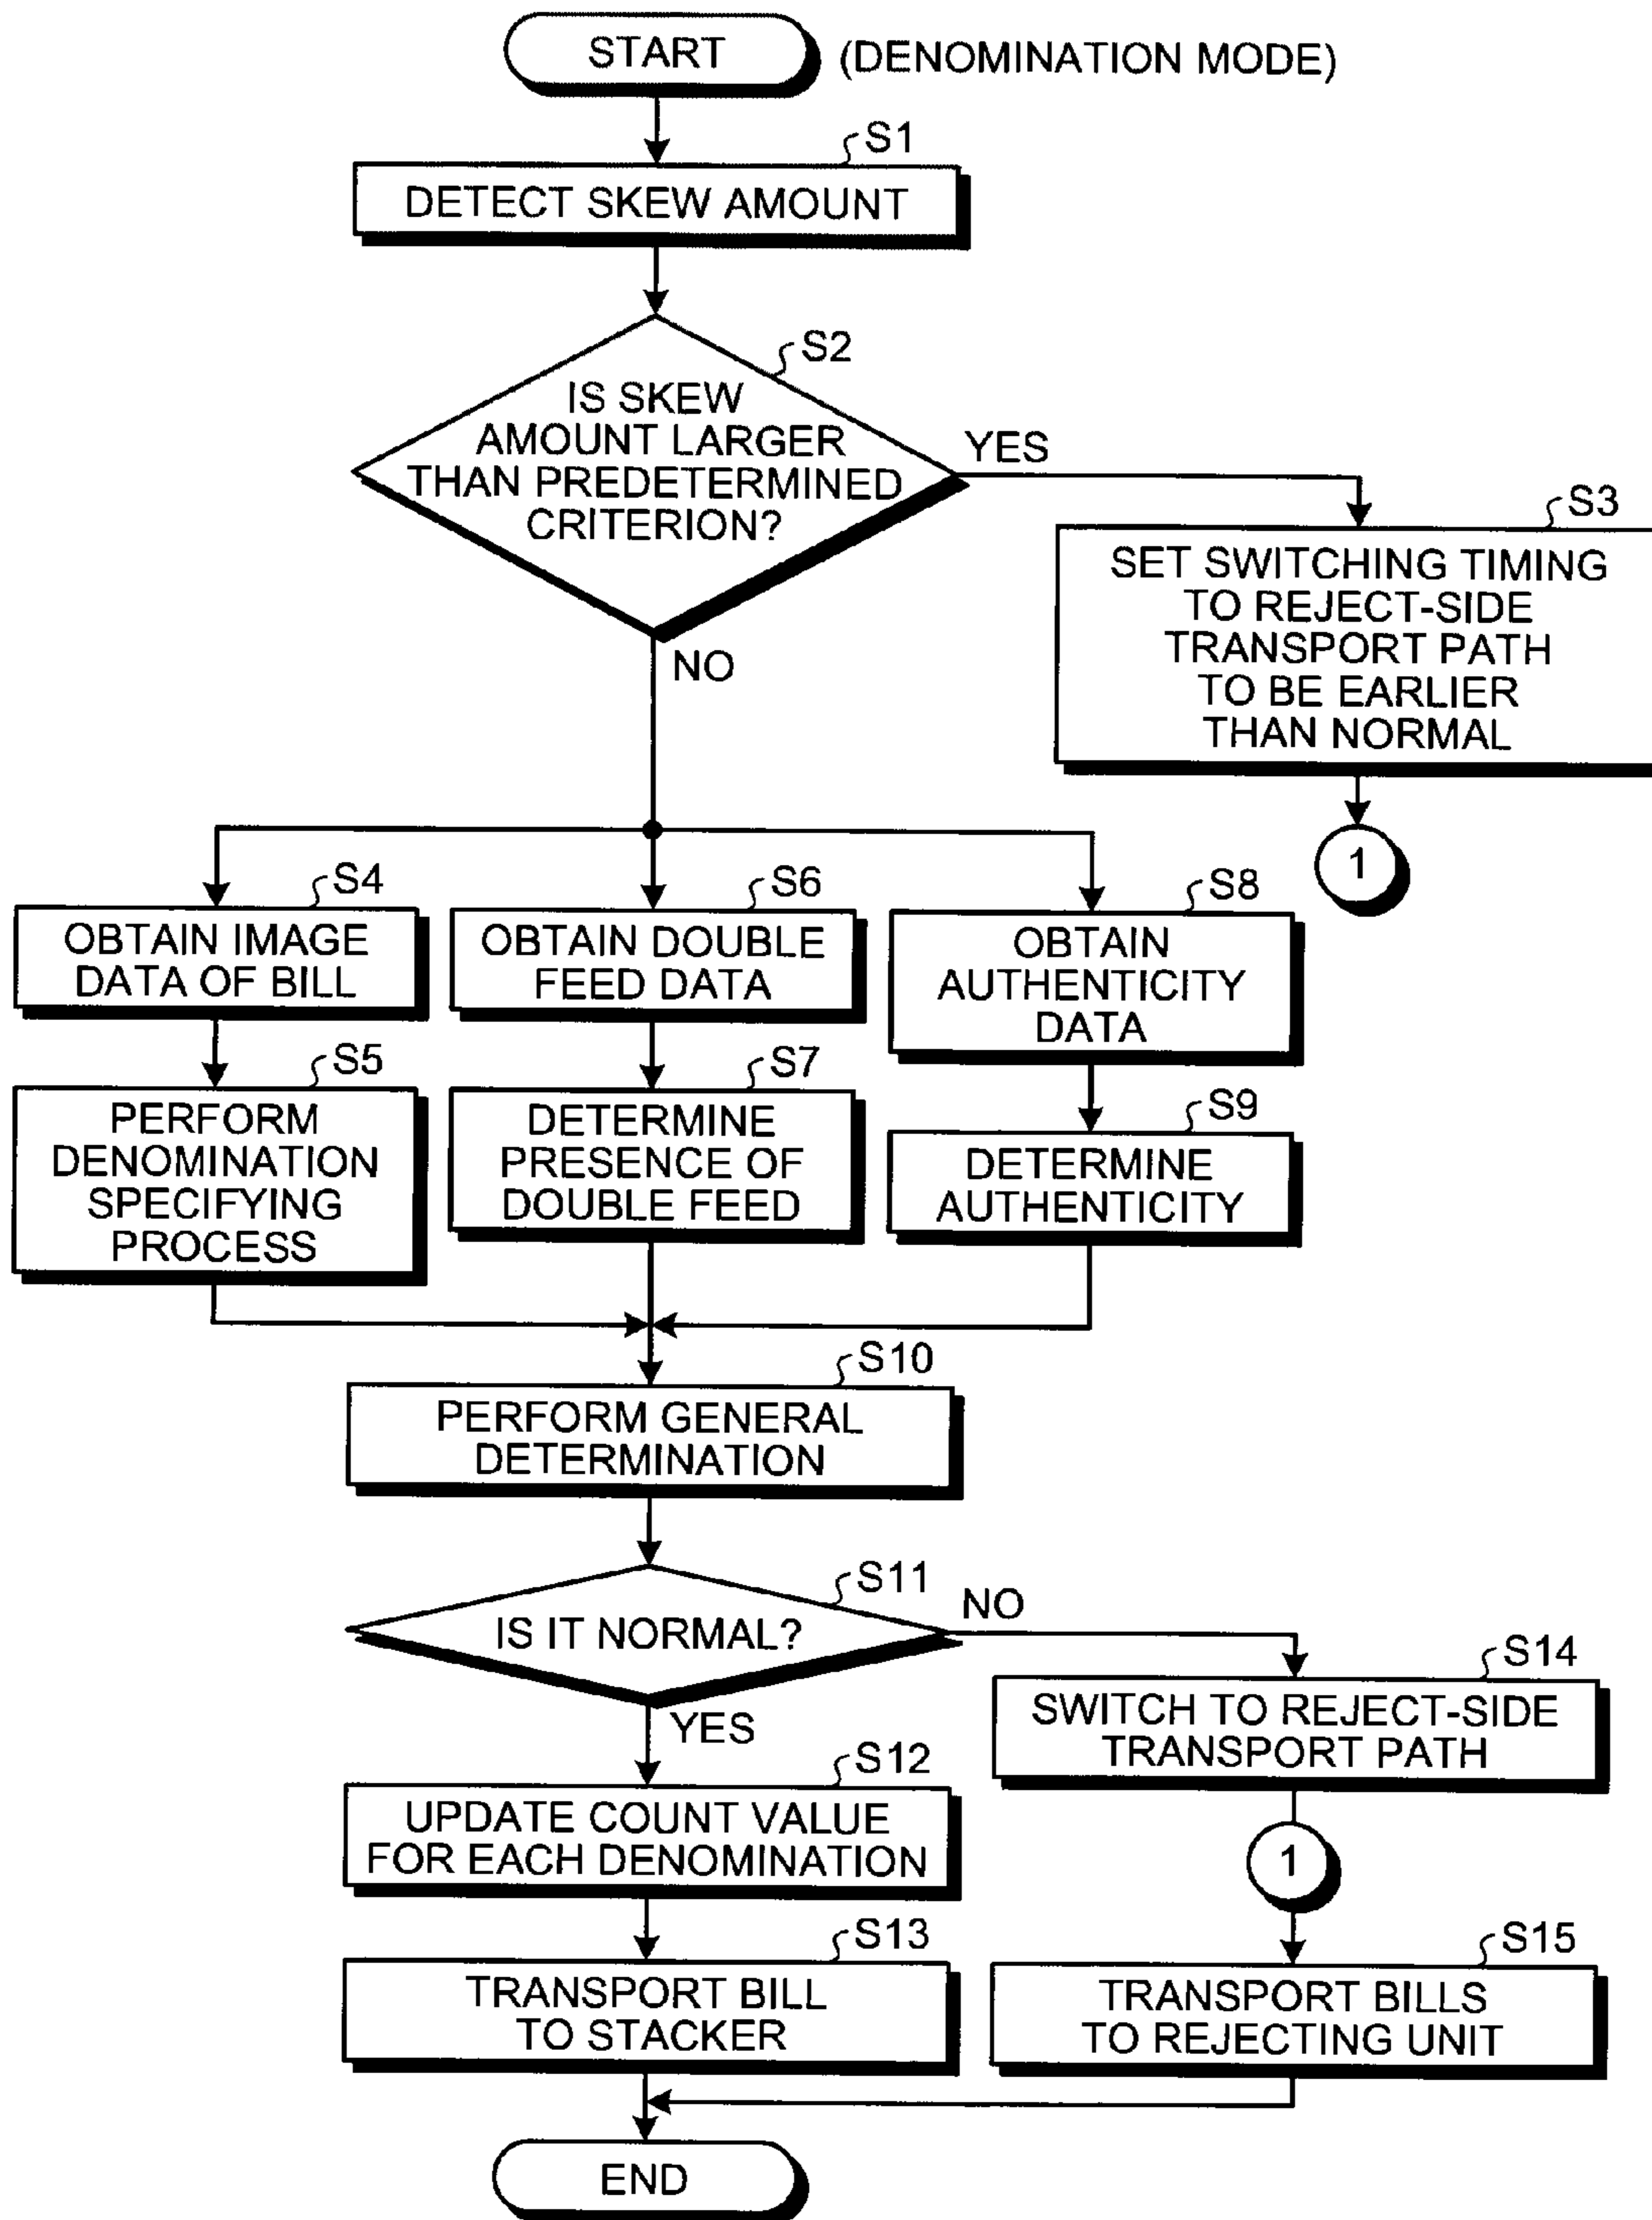 START
(DENOMINATION MODE)
S1
DETECT SKEW AMOUNT
S2
IS SKEW
AMOUNT LARGER
THAN PREDETERMINED
CRITERION?
YES
NO
S3
SET SWITCHING TIMING
TO REJECT-SIDE
TRANSPORT PATH
TO BE EARLIER
THAN NORMAL
1
S4
OBTAIN IMAGE
DATA OF BILL
S5
PERFORM
DENOMINATION
SPECIFYING
PROCESS
S6
OBTAIN DOUBLE
FEED DATA
S7
DETERMINE
PRESENCE OF
DOUBLE FEED
S8
OBTAIN
AUTHENTICITY
DATA
S9
DETERMINE
AUTHENTICITY
S10
PERFORM GENERAL
DETERMINATION
S11
IS IT NORMAL?
NO
YES
S12
UPDATE COUNT VALUE
FOR EACH DENOMINATION
S13
TRANSPORT BILL
TO STACKER
S14
SWITCH TO REJECT-SIDE
TRANSPORT PATH
1
S15
TRANSPORT BILLS
TO REJECTING UNIT
END